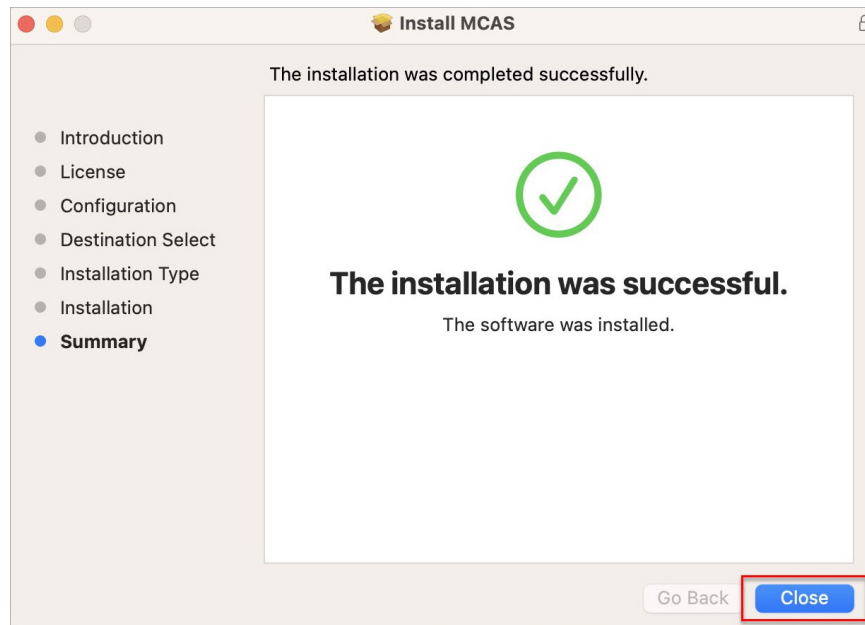 Install MCAS
The installation was completed successfully.
Introduction
License
Configuration
Destination Select
Installation Type
Installation
Summary
The installation was successful.
The software was installed.
Go Back
Close